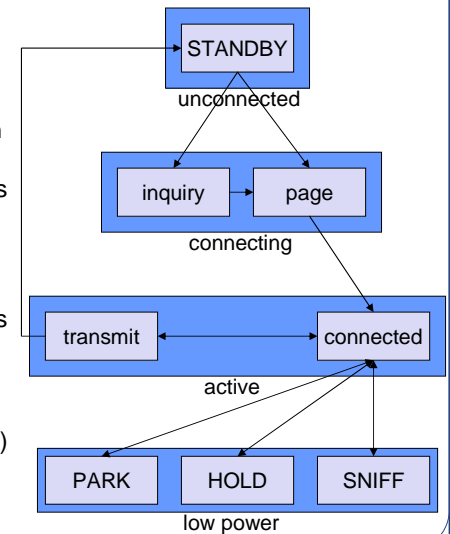 STANDBY
unconnected
inquiry page
connecting
s
transmit connected
s
active
)
PARK HOLD SNIFF
low power